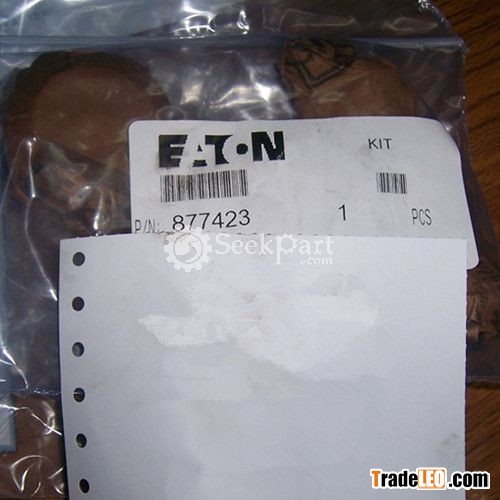 EATON
KIT
P/N: 877423 1 PCS
SeekPart
.com
TradeLEO.com